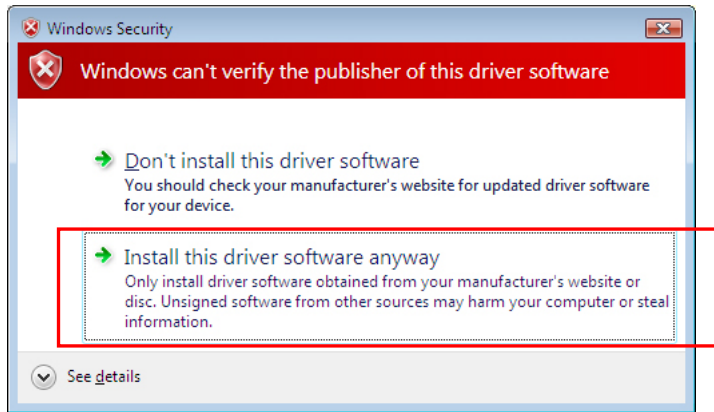 Windows Security
Windows can't verify the publisher of this driver software
Don't install this driver software
You should check your manufacturer's website for updated driver software
for your device.
Install this driver software anyway
Only install driver software obtained from your manufacturer's website or
disc. Unsigned software from other sources may harm your computer or steal
information.
See details